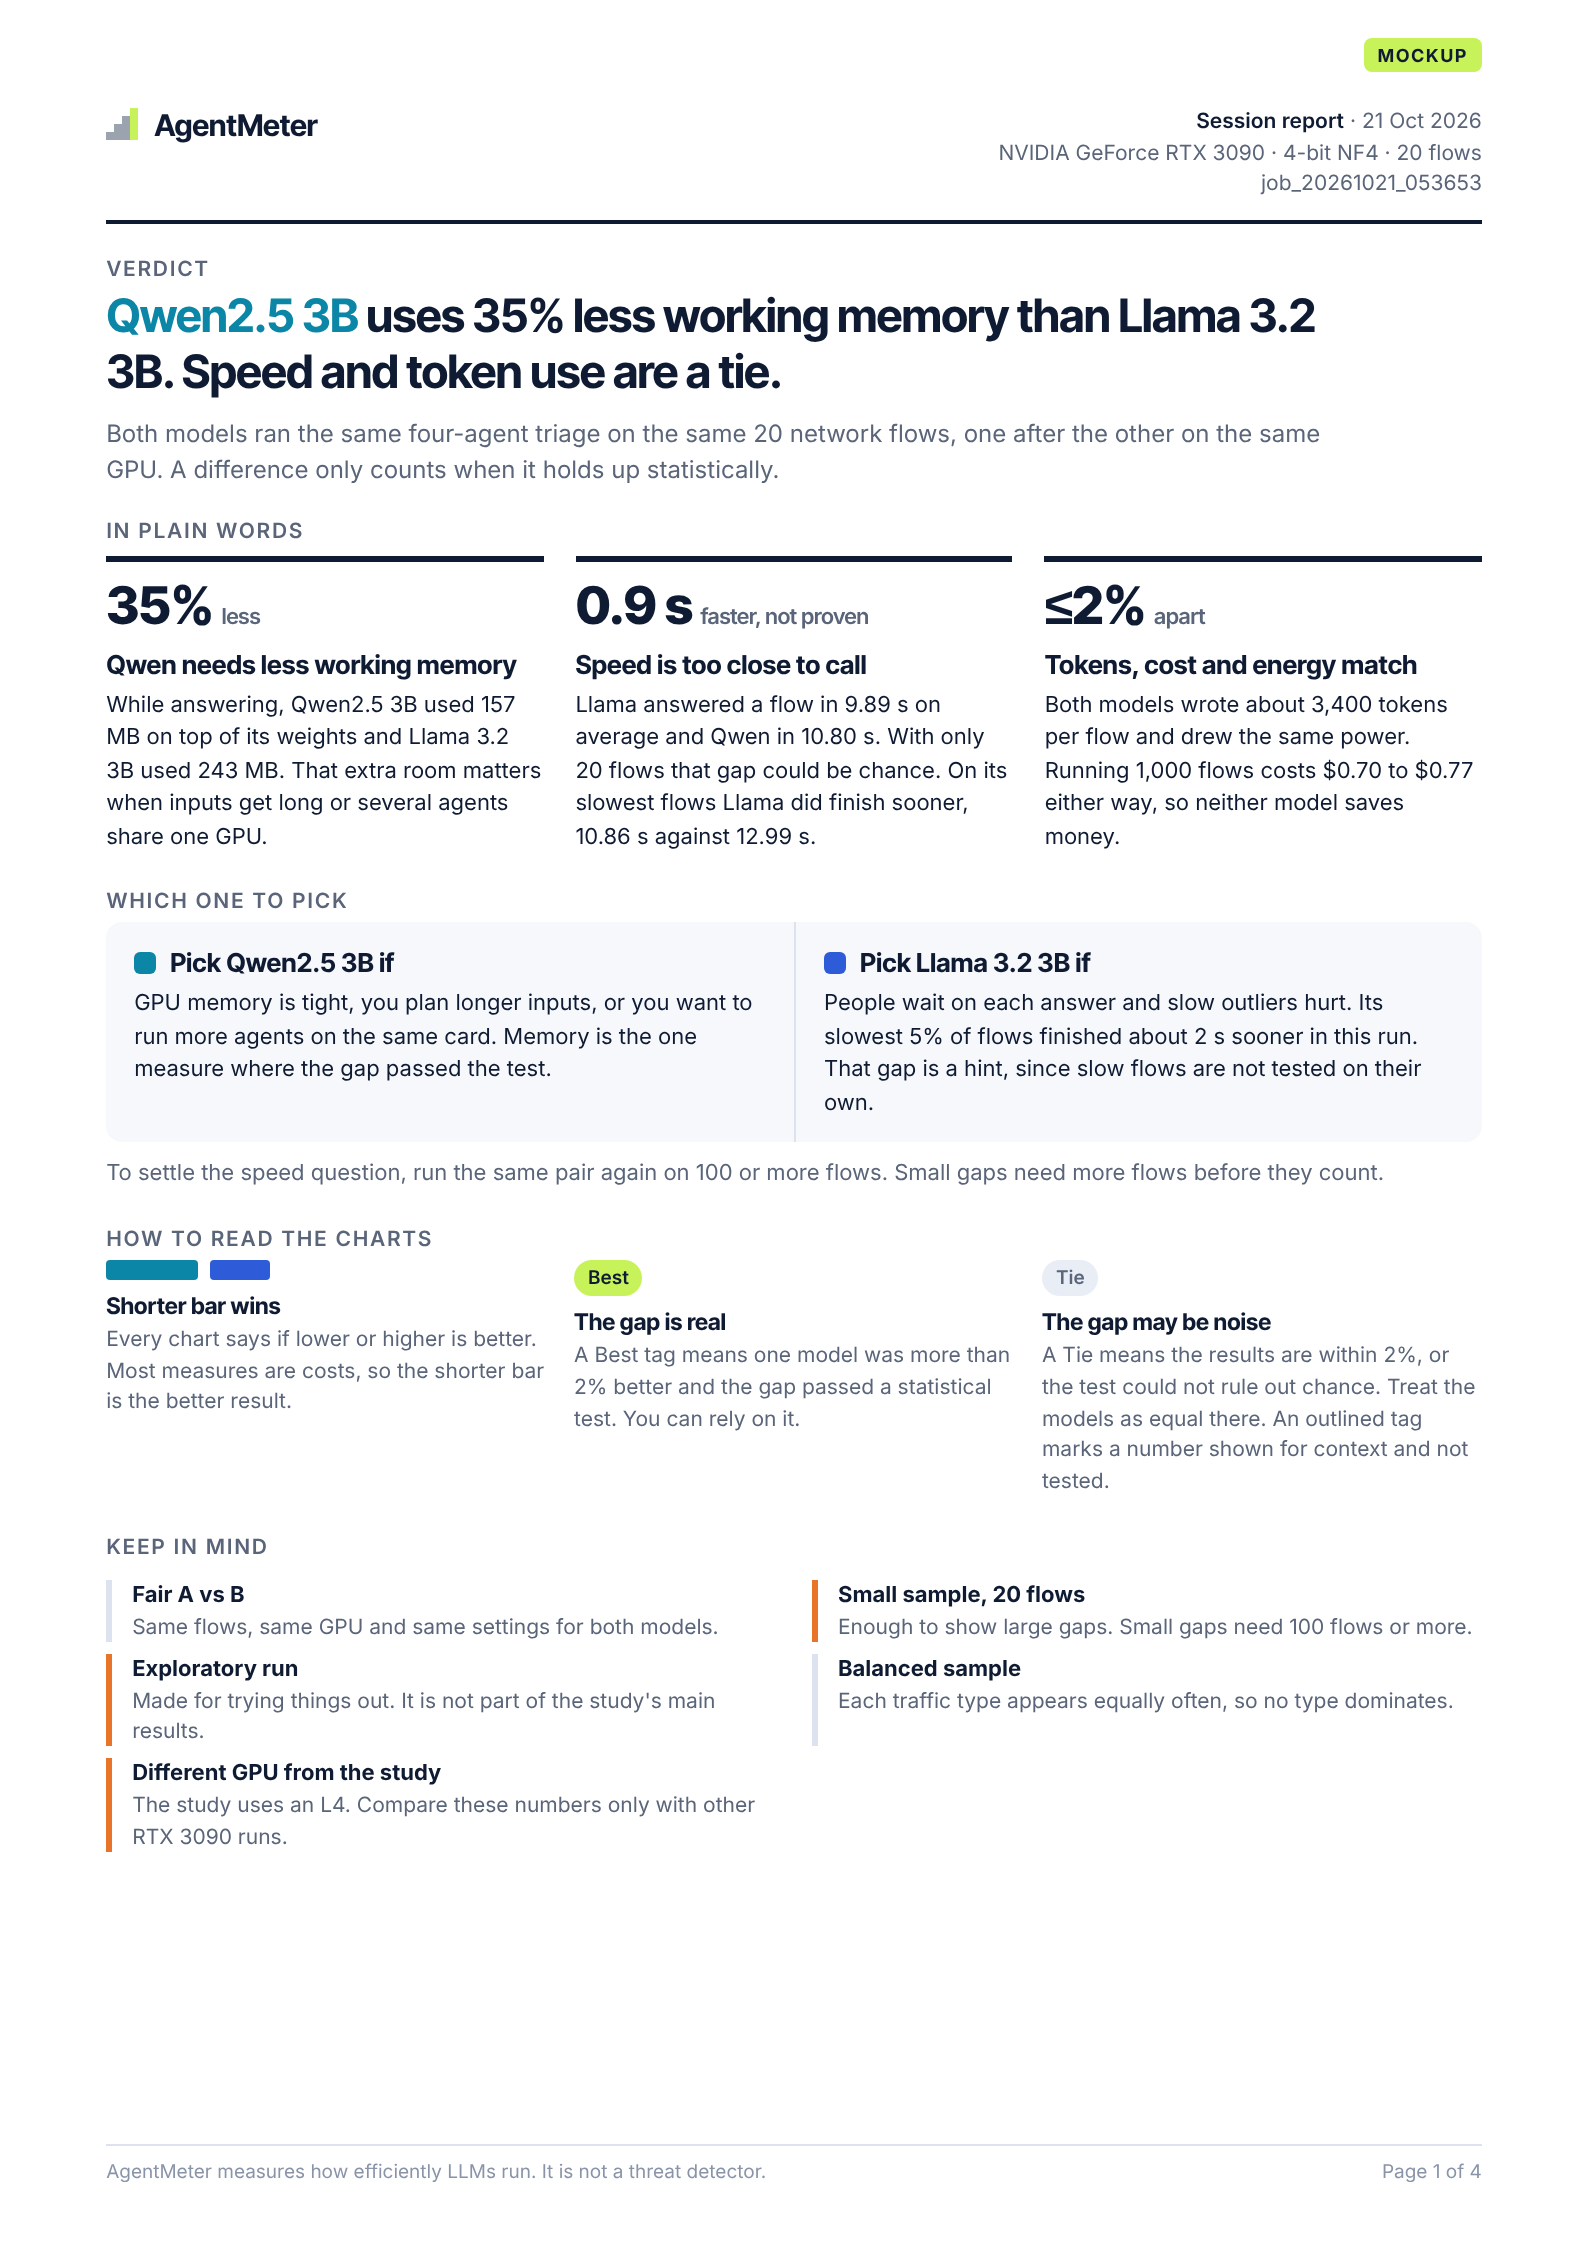 MOCKUP
AgentMeter
Session report · 21 Oct 2026
NVIDIA GeForce RTX 3090 · 4-bit NF4 · 20 flows
job_20261021_053653
VERDICT
Qwen2.5 3B uses 35% less working memory than Llama 3.2
3B. Speed and token use are a tie.
Both models ran the same four-agent triage on the same 20 network flows, one after the other on the same
GPU. A difference only counts when it holds up statistically.
IN PLAIN WORDS
35% less
Qwen needs less working memory
While answering, Qwen2.5 3B used 157
MB on top of its weights and Llama 3.2
3B used 243 MB. That extra room matters
when inputs get long or several agents
share one GPU.
0.9 s faster, not proven
Speed is too close to call
Llama answered a flow in 9.89 s on
average and Qwen in 10.80 s. With only
20 flows that gap could be chance. On its
slowest flows Llama did finish sooner,
10.86 s against 12.99 s.
≤2% apart
Tokens, cost and energy match
Both models wrote about 3,400 tokens
per flow and drew the same power.
Running 1,000 flows costs $0.70 to $0.77
either way, so neither model saves
money.
WHICH ONE TO PICK
Pick Qwen2.5 3B if
GPU memory is tight, you plan longer inputs, or you want to
run more agents on the same card. Memory is the one
measure where the gap passed the test.
Pick Llama 3.2 3B if
People wait on each answer and slow outliers hurt. Its
slowest 5% of flows finished about 2 s sooner in this run.
That gap is a hint, since slow flows are not tested on their
own.
To settle the speed question, run the same pair again on 100 or more flows. Small gaps need more flows before they count.
HOW TO READ THE CHARTS
Shorter bar wins
Every chart says if lower or higher is better.
Most measures are costs, so the shorter bar
is the better result.
Best
The gap is real
A Best tag means one model was more than
2% better and the gap passed a statistical
test. You can rely on it.
Tie
The gap may be noise
A Tie means the results are within 2%, or
the test could not rule out chance. Treat the
models as equal there. An outlined tag
marks a number shown for context and not
tested.
KEEP IN MIND
Fair A vs B
Same flows, same GPU and same settings for both models.
Small sample, 20 flows
Enough to show large gaps. Small gaps need 100 flows or more.
Exploratory run
Made for trying things out. It is not part of the study's main
results.
Balanced sample
Each traffic type appears equally often, so no type dominates.
Different GPU from the study
The study uses an L4. Compare these numbers only with other
RTX 3090 runs.
AgentMeter measures how efficiently LLMs run. It is not a threat detector.
Page 1 of 4